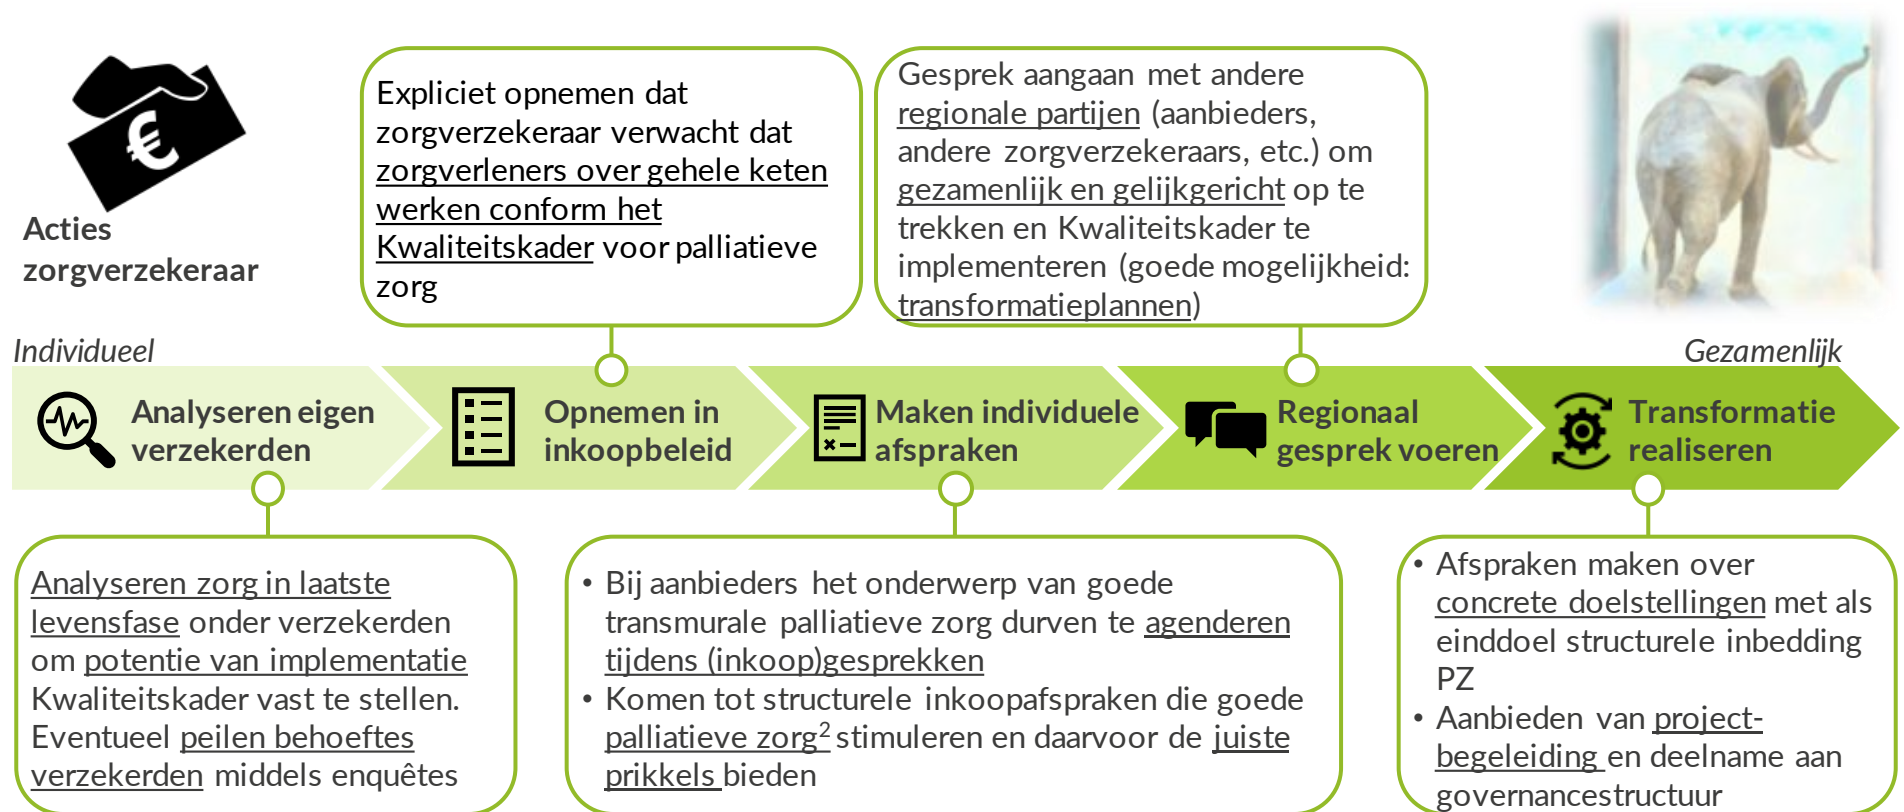 Acties
zorgverzekeraar
Expliciet opnemen dat
zorgverzekeraar verwacht dat
zorgverleners over gehele keten
werken conform het
Kwaliteitskader voor palliatieve
zorg
Gesprek aangaan met andere
regionale partijen (aanbieders,
andere zorgverzekeraars, etc.) om
gezamenlijk en gelijkgericht op te
trekken en Kwaliteitskader te
implementeren (goede mogelijkheid:
transformatieplannen)
Individueel
Gezamenlijk
Analyseren eigen
verzekerden
Opnemen in
inkoopbeleid
Maken individuele
afspraken
Regionaal
gesprek voeren
Transformatie
realiseren
Analyseren zorg in laatste
levensfase onder verzekerden
om potentie van implementatie
Kwaliteitskader vast te stellen.
Eventueel peilen behoeftes
verzekerden middels enquêtes
• Bij aanbieders het onderwerp van goede
transmurale palliatieve zorg durven te agenderen
tijdens (inkoop)gesprekken
• Komen tot structurele inkoopafspraken die goede
palliatieve zorg² stimuleren en daarvoor de juiste
prikkels bieden
• Afspraken maken over
concrete doelstellingen met als
einddoel structurele inbedding
PZ
• Aanbieden van project-
begeleiding en deelname aan
governancestructuur